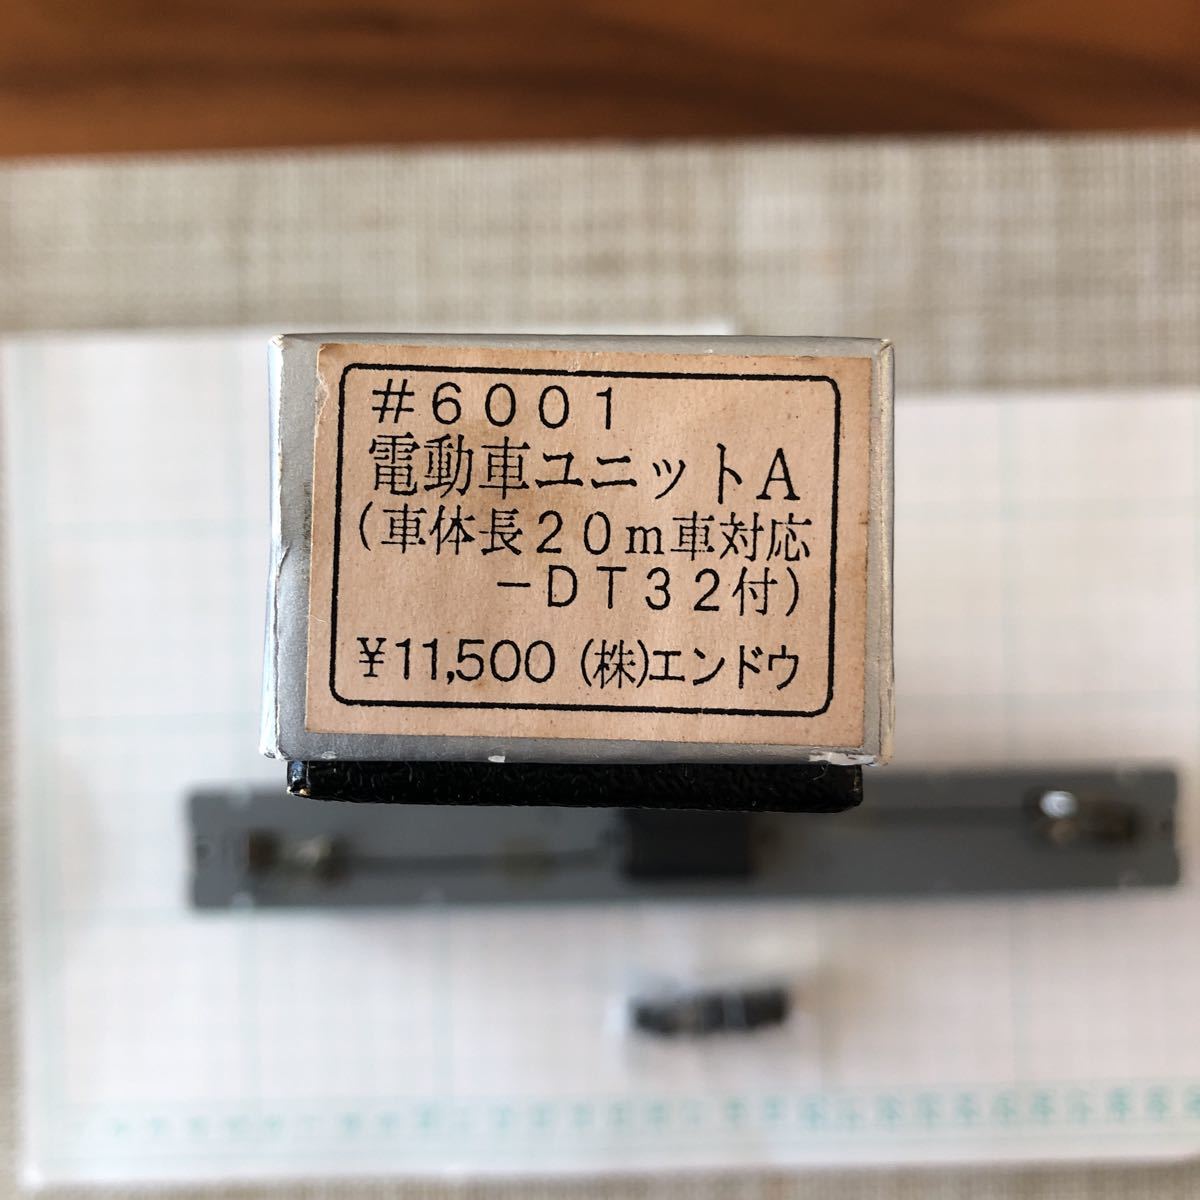 ＃６００１
電動車ユニットＡ
（車体長２０ｍ車対応
－ＤＴ３２付）
¥11,500 (株)エンドウ